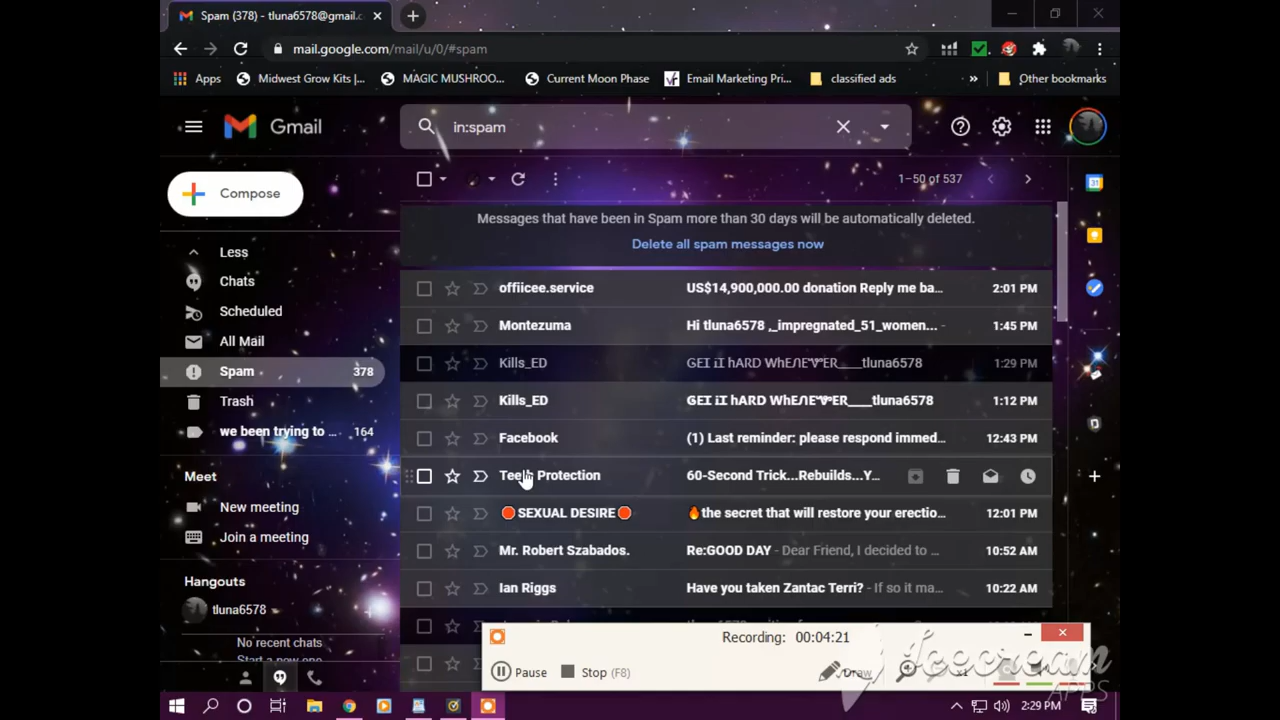 Spam (378) - tluna6578@gmail.c
mail.google.com/mail/u/0/#spam
Apps Midwest Grow Kits |... MAGIC MUSHROO... Current Moon Phase Email Marketing Pri... classified ads » Other bookmarks
Gmail
in:spam
Compose
1–50 of 537
Messages that have been in Spam more than 30 days will be automatically deleted.
Delete all spam messages now
Less
Chats
Scheduled
All Mail
Spam 378
Trash
we been trying to ... 164
Meet
New meeting
Join a meeting
Hangouts
tluna6578
No recent chats
Start a new one
offiicee.service US$14,900,000.00 donation Reply me ba... 2:01 PM
Montezuma Hi tluna6578 ,_impregnated_51_women... - 1:45 PM
Kills_ED 1:29 PM
Kills_ED 1:12 PM
Facebook (1) Last reminder: please respond immed... 12:43 PM
Teeth Protection 60-Second Trick...Rebuilds...Y...
🛑SEXUAL DESIRE🛑 🔥the secret that will restore your erectio... 12:01 PM
Mr. Robert Szabados. Re:GOOD DAY - Dear Friend, I decided to ... 10:52 AM
Ian Riggs Have you taken Zantac Terri? - If so it ma... 10:22 AM
Recording: 00:04:21
Pause Stop (F8) Draw
Icecream
APPS
2:29 PM